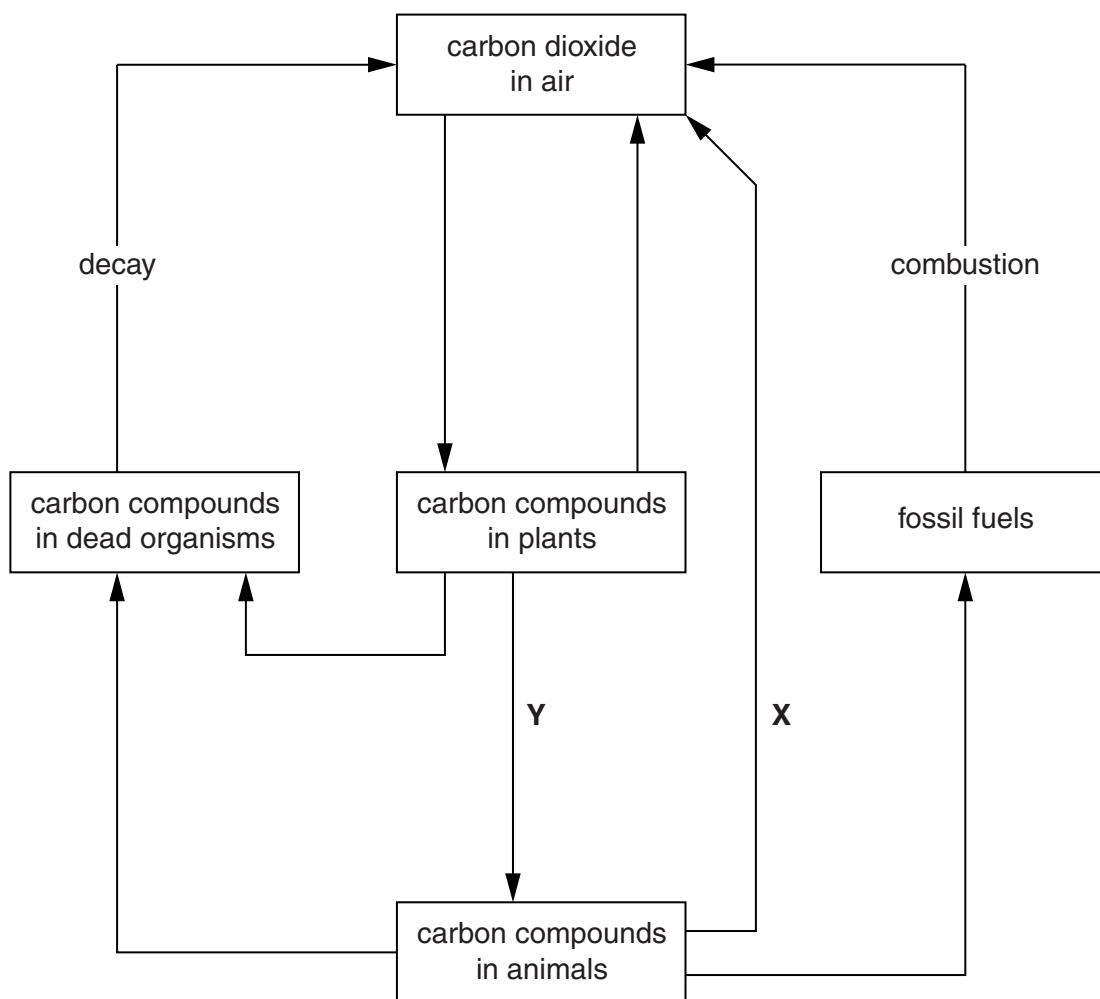 carbon dioxide
in air
decay
combustion
carbon compounds
in dead organisms
carbon compounds
in plants
fossil fuels
Y
X
carbon compounds
in animals